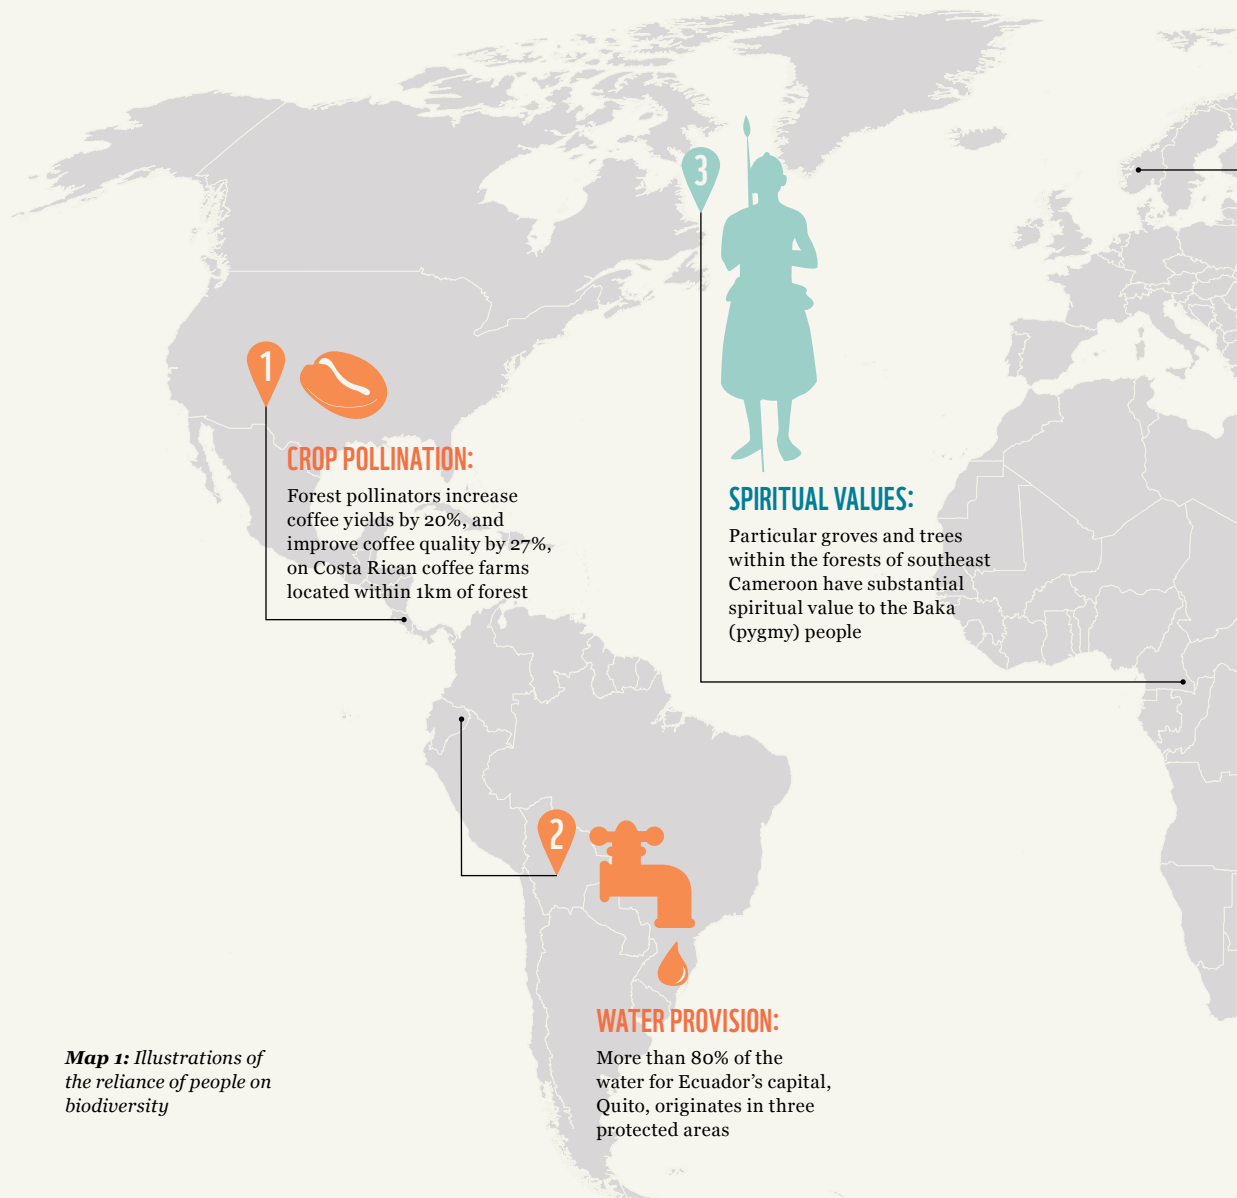 3
1
CROP POLLINATION:
Forest pollinators increase
coffee yields by 20%, and
improve coffee quality by 27%,
on Costa Rican coffee farms
located within 1km of forest
SPIRITUAL VALUES:
Particular groves and trees
within the forests of southeast
Cameroon have substantial
spiritual value to the Baka
(pygmy) people
2
WATER PROVISION:
More than 80% of the
water for Ecuador’s capital,
Quito, originates in three
protected areas
Map 1: Illustrations of
the reliance of people on
biodiversity